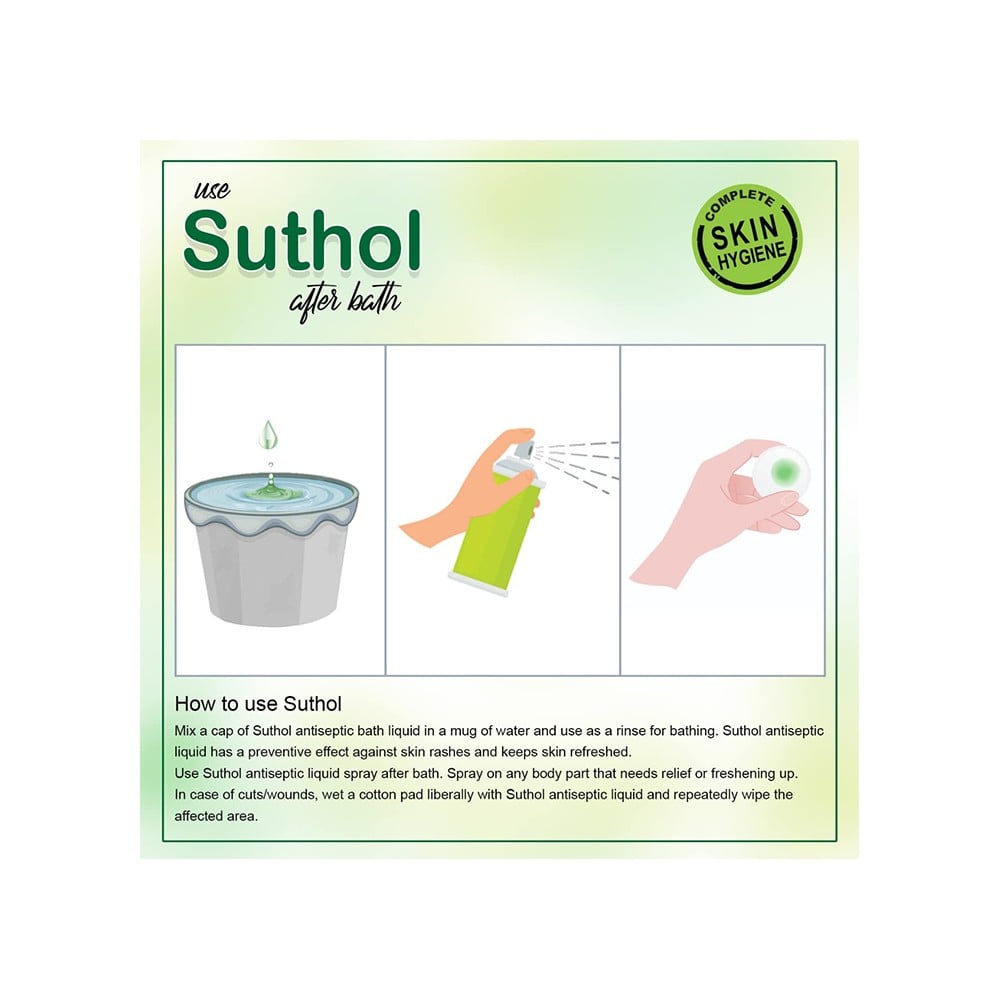 use
Suthol
after bath
COMPLETE
SKIN
HYGIENE
How to use Suthol
Mix a cap of Suthol antiseptic bath liquid in a mug of water and use as a rinse for bathing. Suthol antiseptic
liquid has a preventive effect against skin rashes and keeps skin refreshed.
Use Suthol antiseptic liquid spray after bath. Spray on any body part that needs relief or freshening up.
In case of cuts/wounds, wet a cotton pad liberally with Suthol antiseptic liquid and repeatedly wipe the
affected area.